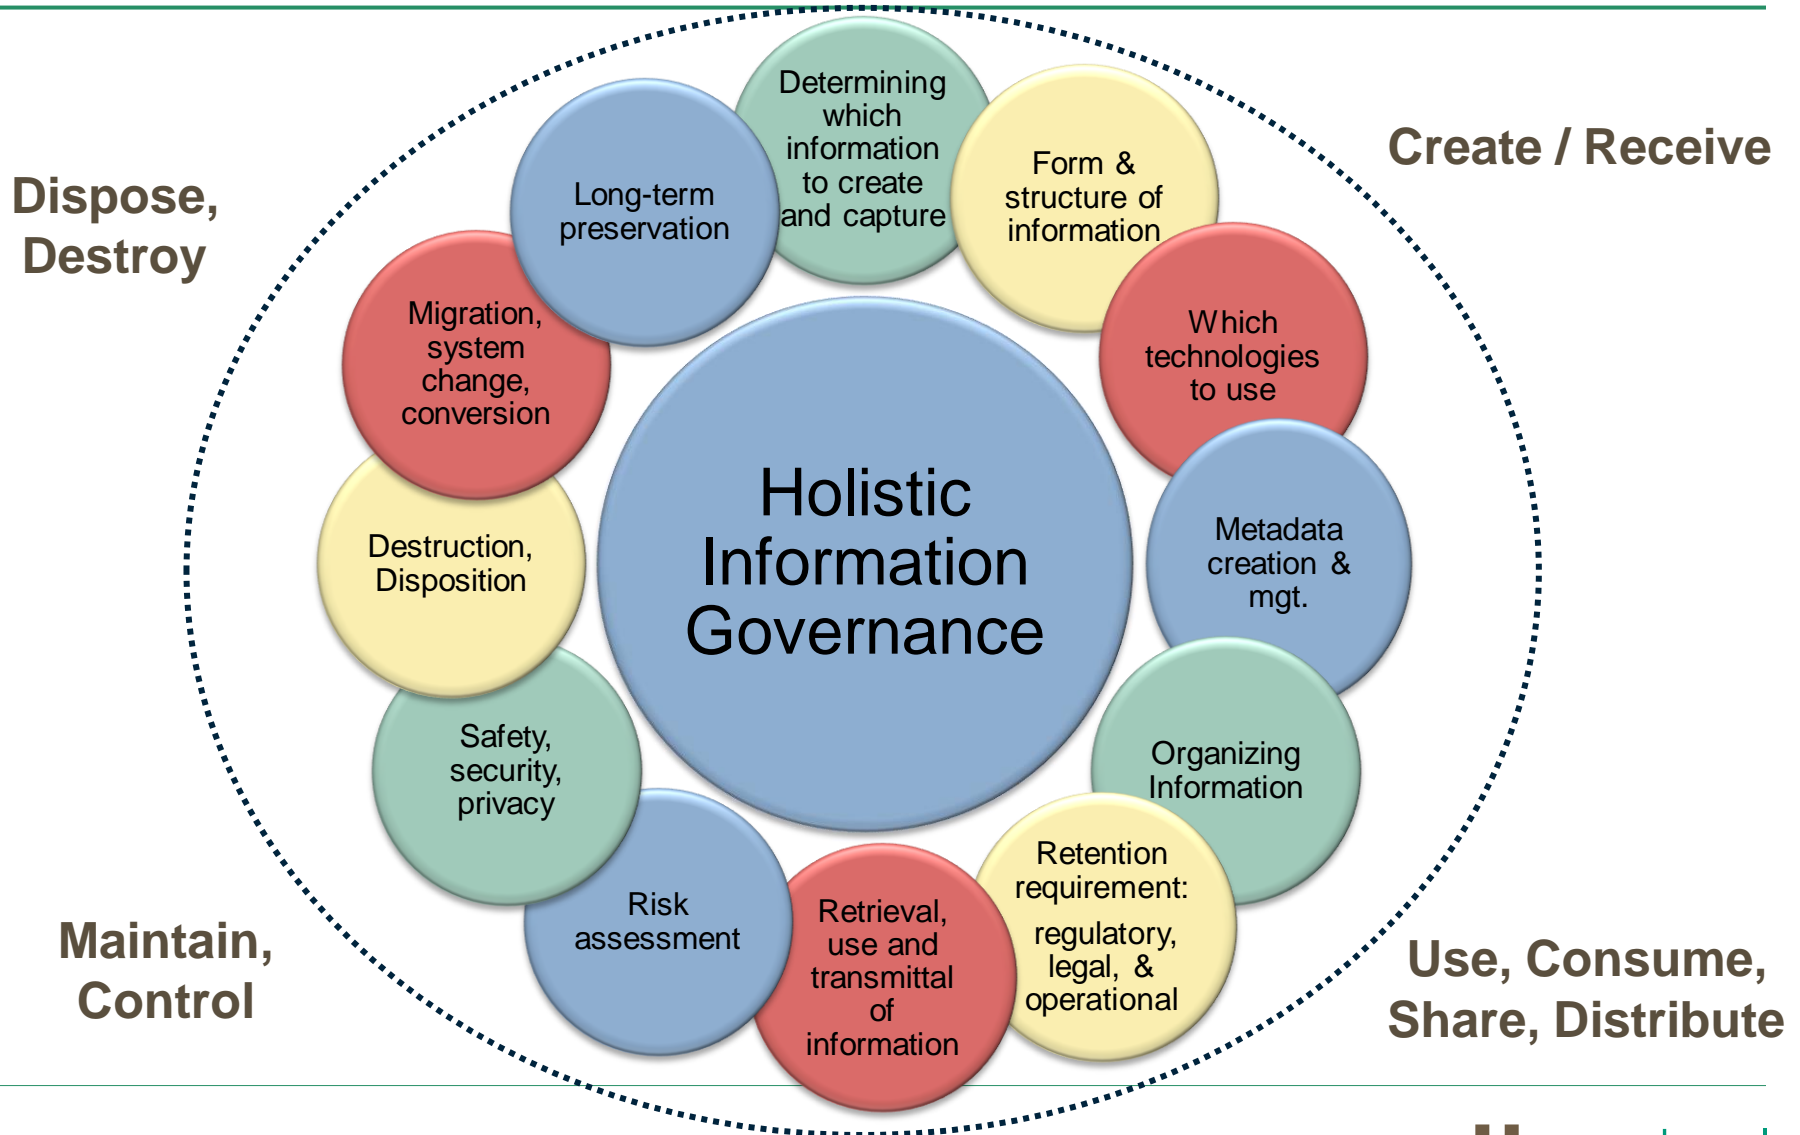 Determining
which
information
to create
and capture
Form &
structure of
information
Which
technologies
to use
Metadata
creation &
mgt.
Organizing
Information
Retention
requirement:
regulatory,
legal, &
operational
Retrieval,
use and
transmittal
of
information
Risk
assessment
Safety,
security,
privacy
Destruction,
Disposition
Migration,
system
change,
conversion
Long-term
preservation
Holistic
Information
Governance
Create / Receive
Use, Consume,
Share, Distribute
Maintain,
Control
Dispose,
Destroy